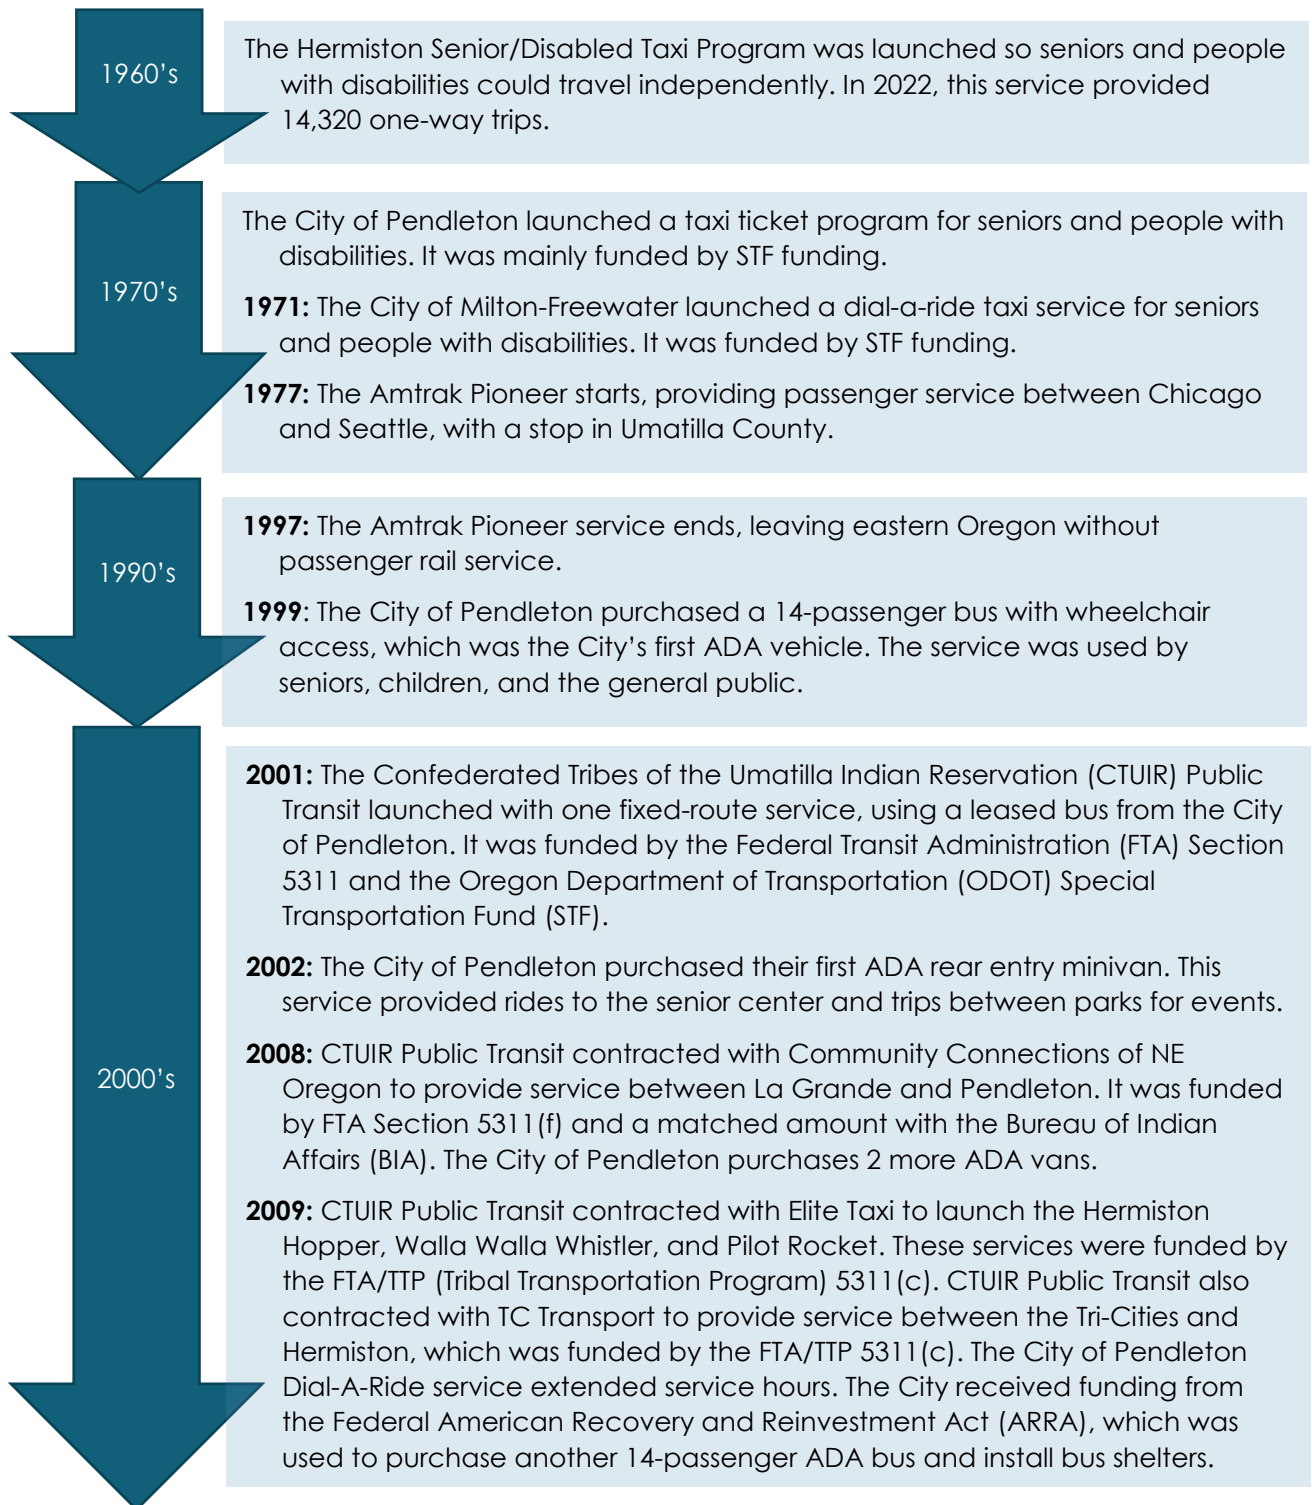 1960's
The Hermiston Senior/Disabled Taxi Program was launched so seniors and people
with disabilities could travel independently. In 2022, this service provided
14,320 one-way trips.
1970's
The City of Pendleton launched a taxi ticket program for seniors and people with
disabilities. It was mainly funded by STF funding.
1971: The City of Milton-Freewater launched a dial-a-ride taxi service for seniors
and people with disabilities. It was funded by STF funding.
1977: The Amtrak Pioneer starts, providing passenger service between Chicago
and Seattle, with a stop in Umatilla County.
1990's
1997: The Amtrak Pioneer service ends, leaving eastern Oregon without
passenger rail service.
1999: The City of Pendleton purchased a 14-passenger bus with wheelchair
access, which was the City's first ADA vehicle. The service was used by
seniors, children, and the general public.
2000's
2001: The Confederated Tribes of the Umatilla Indian Reservation (CTUIR) Public
Transit launched with one fixed-route service, using a leased bus from the City
of Pendleton. It was funded by the Federal Transit Administration (FTA) Section
5311 and the Oregon Department of Transportation (ODOT) Special
Transportation Fund (STF).
2002: The City of Pendleton purchased their first ADA rear entry minivan. This
service provided rides to the senior center and trips between parks for events.
2008: CTUIR Public Transit contracted with Community Connections of NE
Oregon to provide service between La Grande and Pendleton. It was funded
by FTA Section 5311(f) and a matched amount with the Bureau of Indian
Affairs (BIA). The City of Pendleton purchases 2 more ADA vans.
2009: CTUIR Public Transit contracted with Elite Taxi to launch the Hermiston
Hopper, Walla Walla Whistler, and Pilot Rocket. These services were funded by
the FTA/TTP (Tribal Transportation Program) 5311(c). CTUIR Public Transit also
contracted with TC Transport to provide service between the Tri-Cities and
Hermiston, which was funded by the FTA/TTP 5311(c). The City of Pendleton
Dial-A-Ride service extended service hours. The City received funding from
the Federal American Recovery and Reinvestment Act (ARRA), which was
used to purchase another 14-passenger ADA bus and install bus shelters.